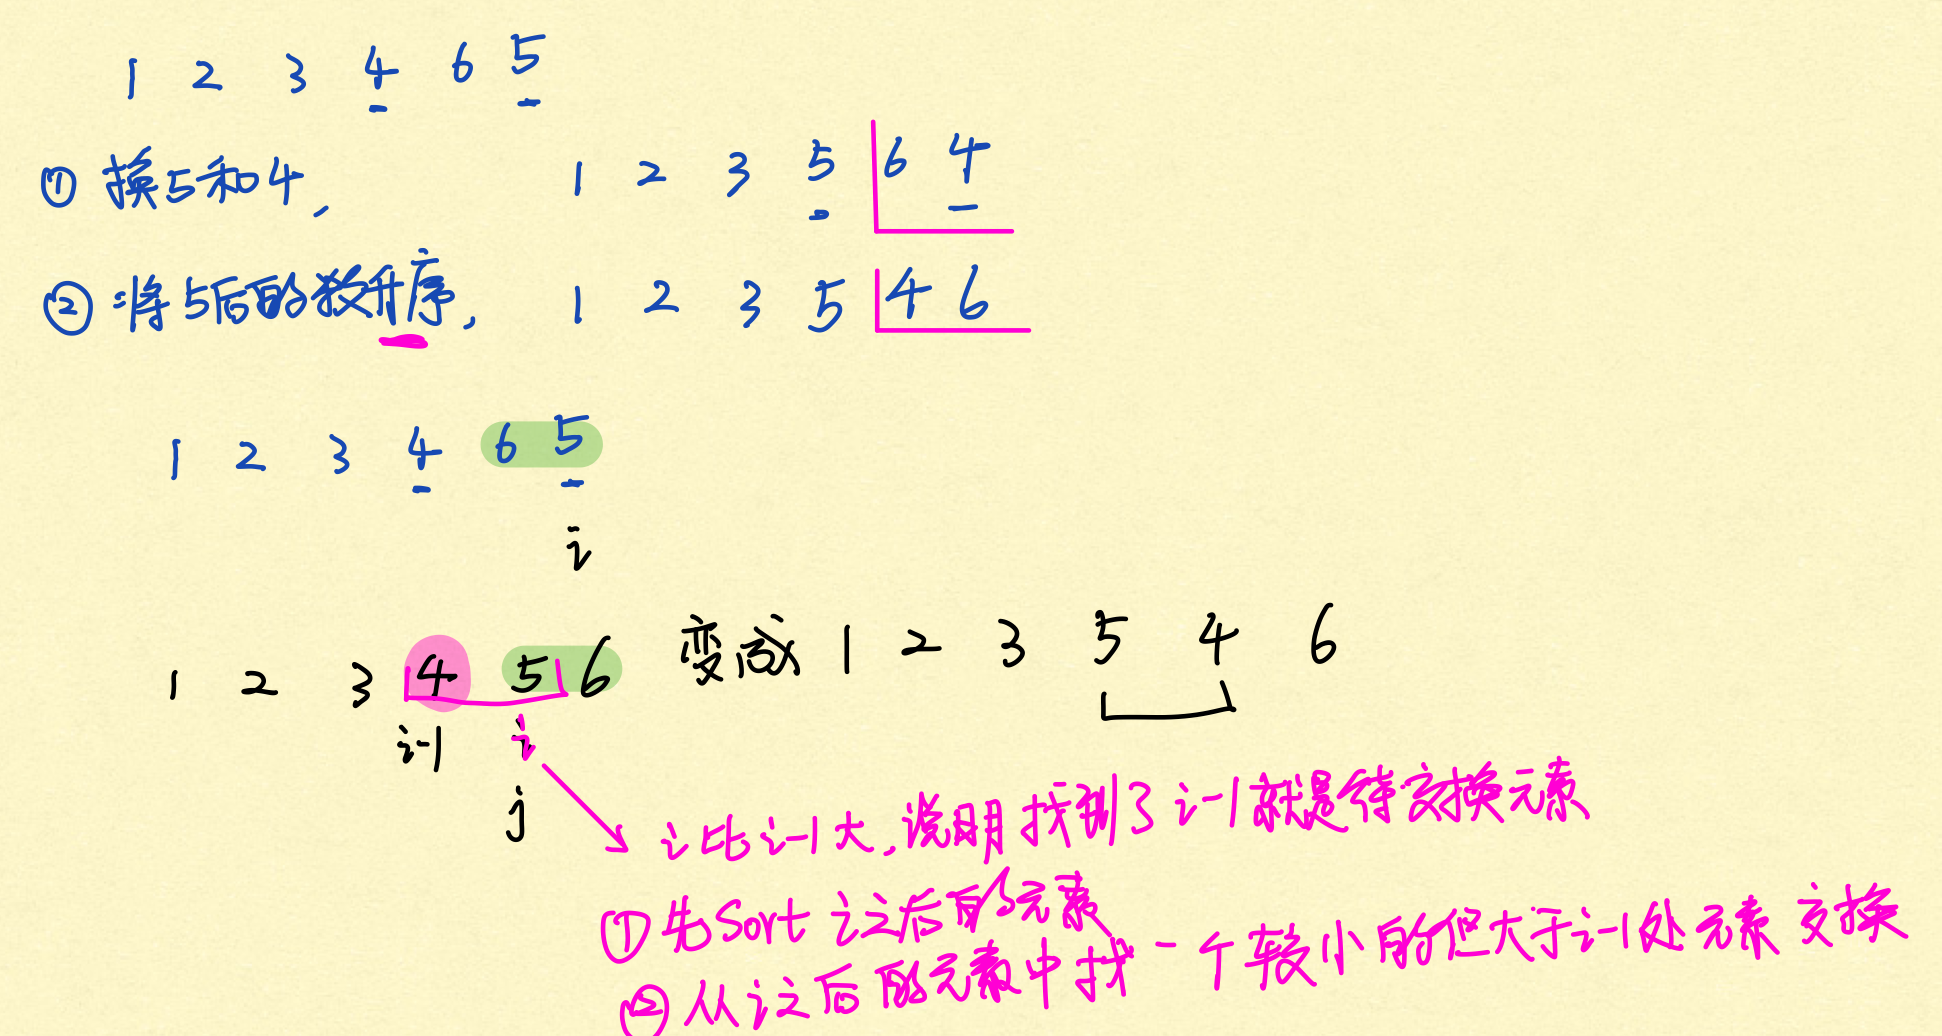 1 2 3 4 6 5
① 换5和4, 1 2 3 5 6 4
② 将5后的数升序, 1 2 3 5 4 6
1 2 3 4 6 5
i
1 2 3 4 5 6 变成 1 2 3 5 4 6
i-1 i
j
i比i-1大,说明找到了i-1就是待交换元素
①先Sort i之后的元素
②从i之后的元素中找一个较小的但大于i-1处元素交换